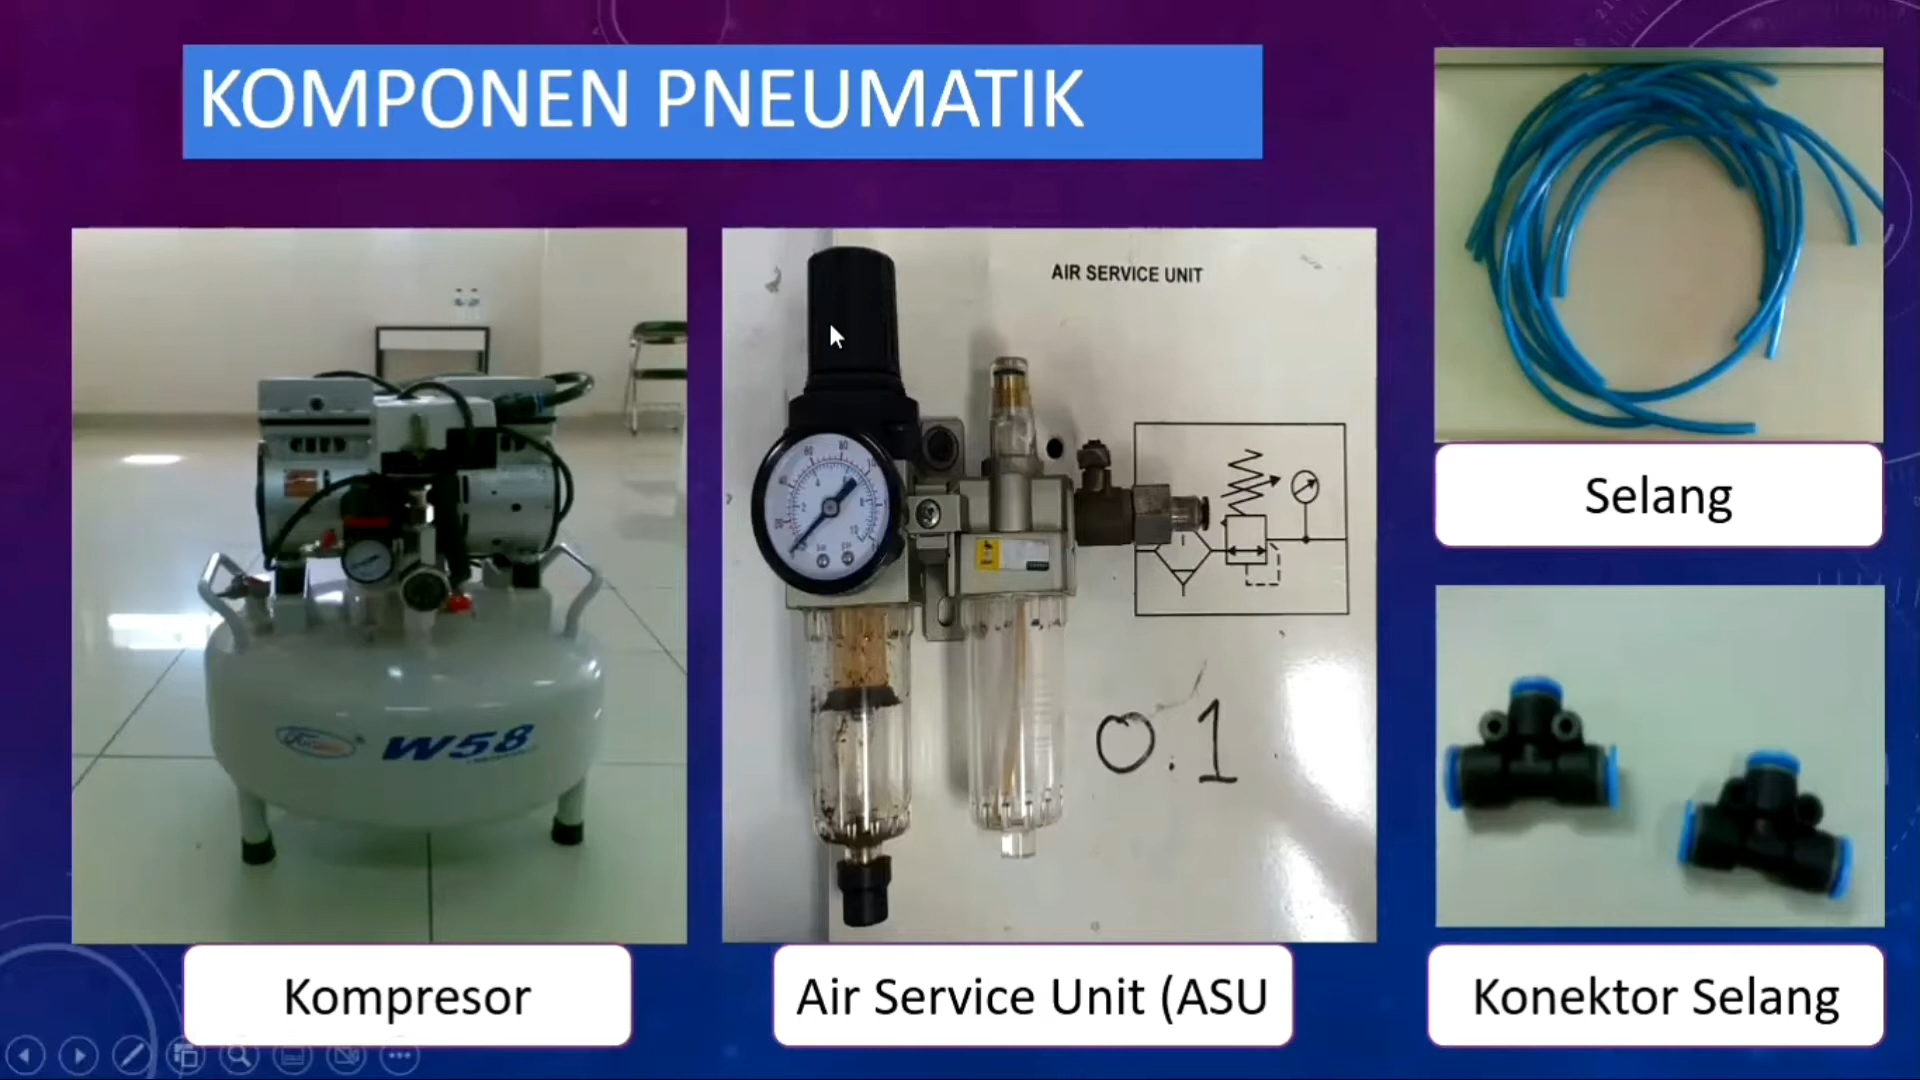 KOMPONEN PNEUMATIK
AIR SERVICE UNIT
W58
0.1
Selang
Kompresor
Air Service Unit (ASU
Konektor Selang